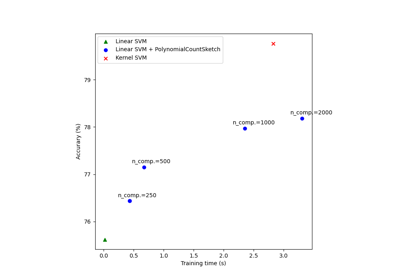 Linear SVM
Linear SVM + PolynomialCountSketch
Kernel SVM
79
n_comp.=2000
78
n_comp.=1000
n_comp.=500
77
n_comp.=250
76
Accurary (%)
0.0 0.5 1.0 1.5 2.0 2.5 3.0
Training time (s)